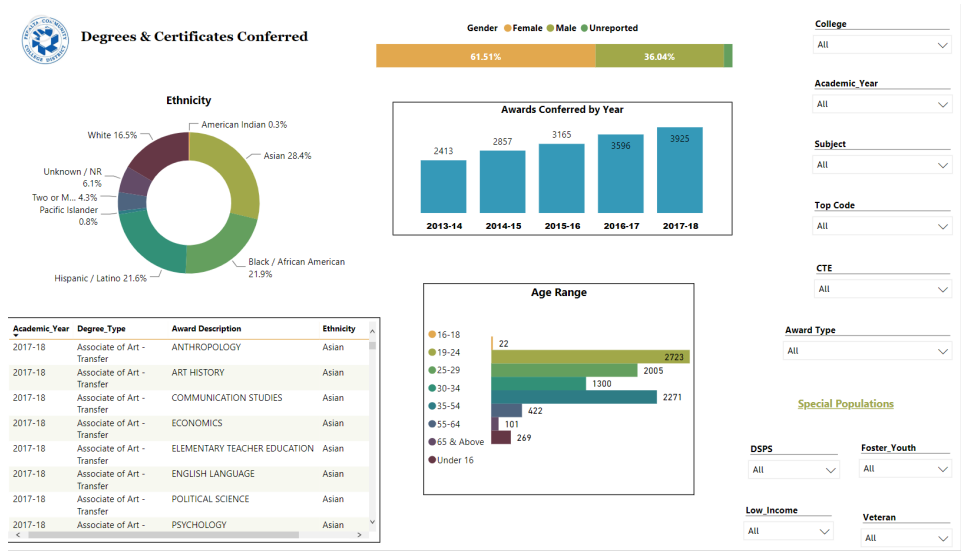 PERALTA COMMUNITY
COLLEGE DISTRICT
Degrees & Certificates Conferred
Gender Female Male Unreported
61.51% 36.04%
Ethnicity
American Indian 0.3%
White 16.5%
Asian 28.4%
Unknown / NR
6.1%
Two or M... 4.3%
Pacific Islander
0.8%
Black / African American
21.9%
Hispanic / Latino 21.6%
Awards Conferred by Year
2413 2857 3165 3596 3925
2013-14 2014-15 2015-16 2016-17 2017-18
Age Range
16-18
19-24
25-29
30-34
35-54
55-64
65 & Above
Under 16
22
2723
2005
1300
2271
422
101
269
Academic_Year Degree_Type Award Description Ethnicity
2017-18 Associate of Art - ANTHROPOLOGY Asian
Transfer
2017-18 Associate of Art - ART HISTORY Asian
Transfer
2017-18 Associate of Art - COMMUNICATION STUDIES Asian
Transfer
2017-18 Associate of Art - ECONOMICS Asian
Transfer
2017-18 Associate of Art - ELEMENTARY TEACHER EDUCATION Asian
Transfer
2017-18 Associate of Art - ENGLISH LANGUAGE Asian
Transfer
2017-18 Associate of Art - POLITICAL SCIENCE Asian
Transfer
2017-18 Associate of Art - PSYCHOLOGY Asian
College
All
Academic_Year
All
Subject
All
Top Code
All
CTE
All
Award Type
All
Special Populations
DSPS Foster_Youth
All All
Low_Income Veteran
All All